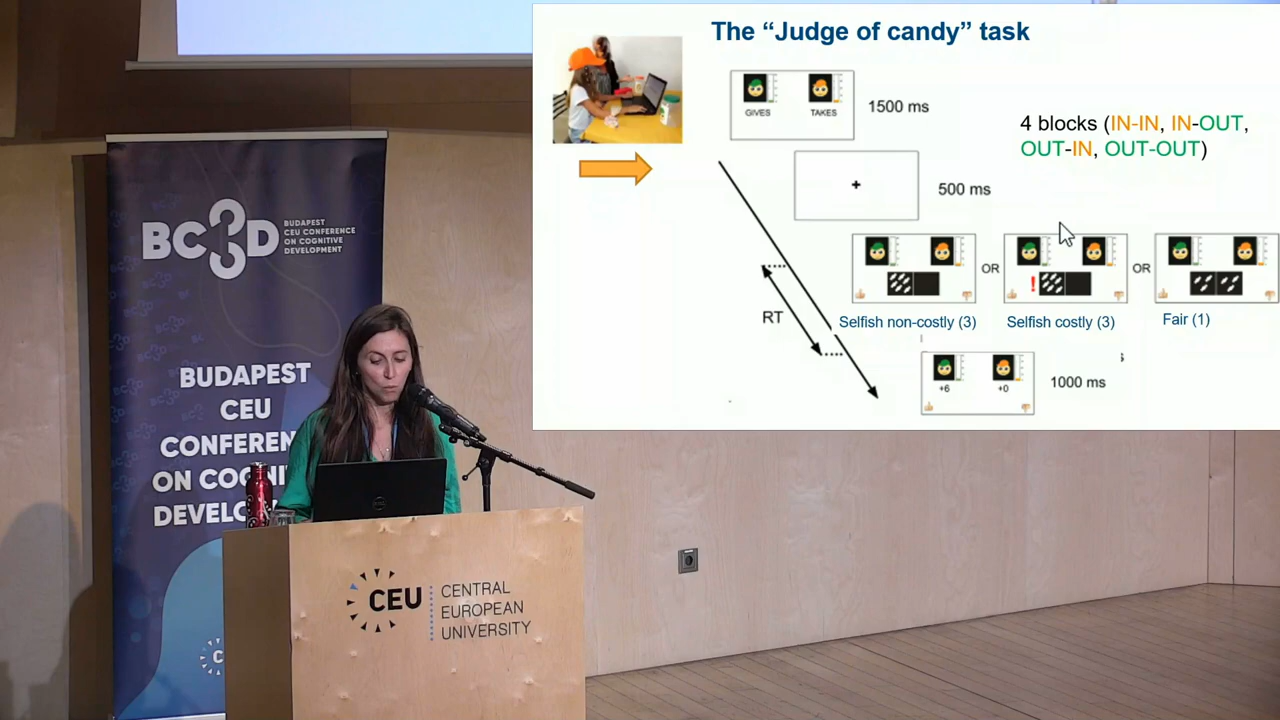 The “Judge of candy” task
GIVES
TAKES
1500 ms
4 blocks (IN-IN, IN-OUT,
OUT-IN, OUT-OUT)
+
500 ms
OR
!
OR
RT
Selfish non-costly (3)
Selfish costly (3)
Fair (1)
+6
+0
1000 ms
BC3D
BUDAPEST
CEU CONFERENCE
ON COGNITIVE
DEVELOPMENT
BUDAPEST
CEU
CONFEREN
ON COGNI
DEVELO
CEU
CENTRAL
EUROPEAN
UNIVERSITY